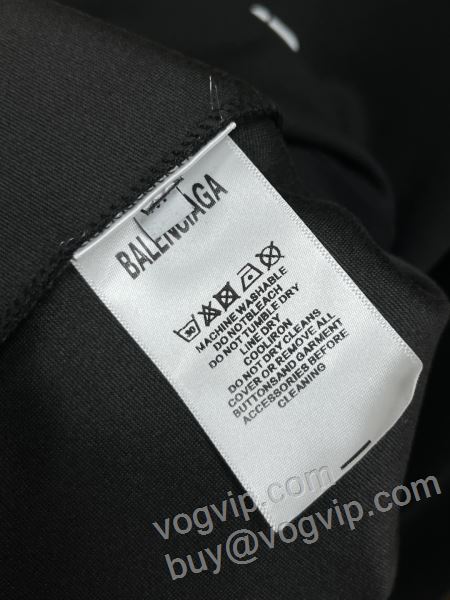 BALENCIAGA
30
MACHINE WASHABLE
DO NOT BLEACH
DO NOT TUMBLE DRY
LINE DRY
COOL IRON
DO NOT DRY CLEANS
COVER OR REMOVE ALL
BUTTONS AND GARMENT
ACCESSORIES BEFORE
CLEANING
vogvip.com
buy@vogvip.com